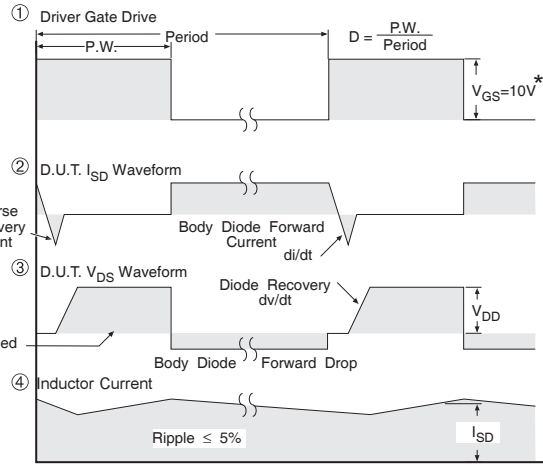 ① Driver Gate Drive
P.W.
Period
D = P.W.
Period
V_GS=10V*
② D.U.T. I_SD Waveform
Body Diode Forward
Current
di/dt
③ D.U.T. V_DS Waveform
Diode Recovery
dv/dt
V_DD
Body Diode Forward Drop
④ Inductor Current
Ripple ≤ 5%
I_SD